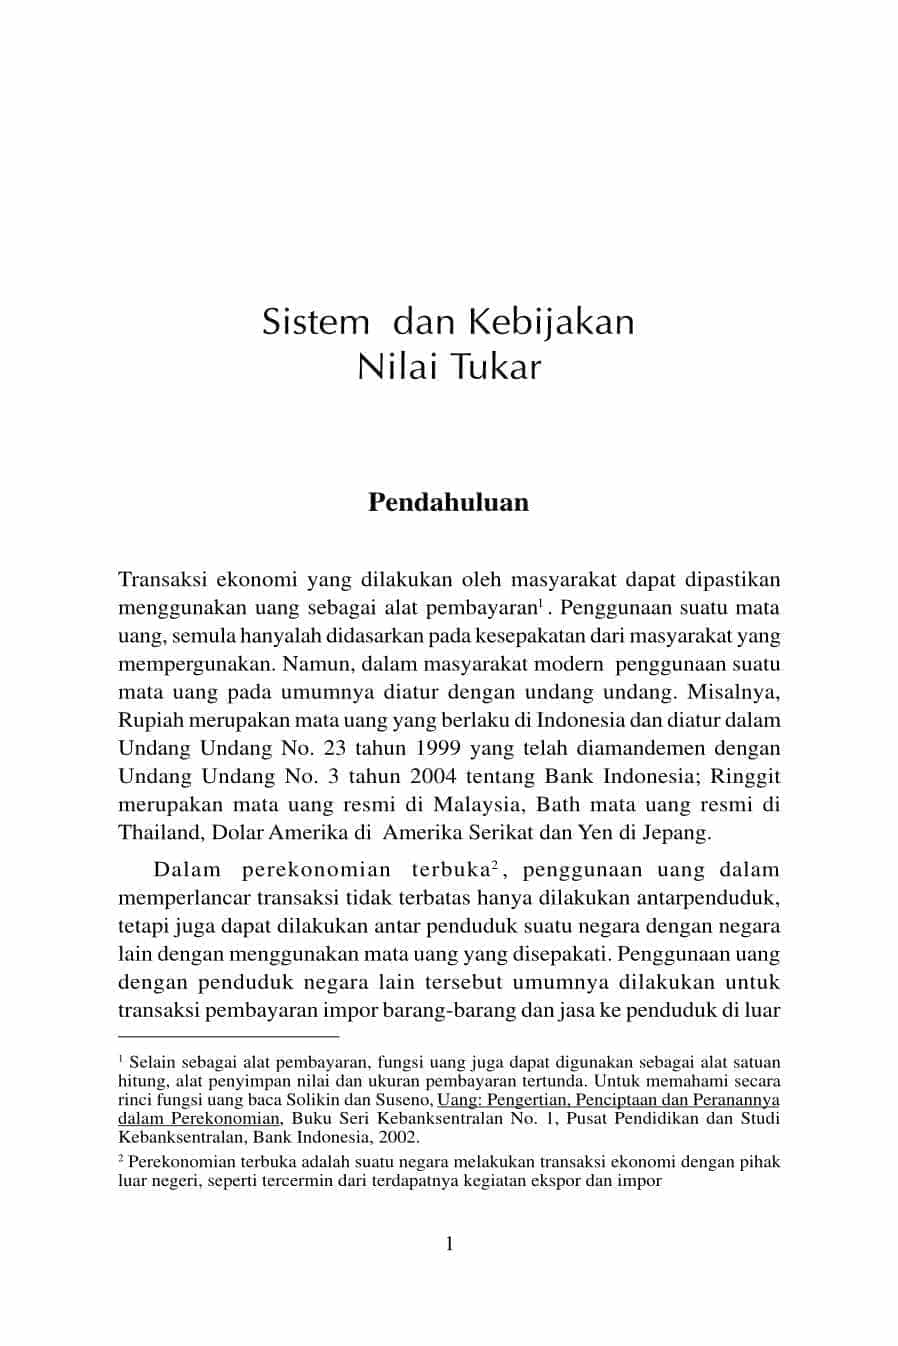 Sistem dan Kebijakan
Nilai Tukar
Pendahuluan
Transaksi ekonomi yang dilakukan oleh masyarakat dapat dipastikan
menggunakan uang sebagai alat pembayaran¹ . Penggunaan suatu mata
uang, semula hanyalah didasarkan pada kesepakatan dari masyarakat yang
mempergunakan. Namun, dalam masyarakat modern penggunaan suatu
mata uang pada umumnya diatur dengan undang undang. Misalnya,
Rupiah merupakan mata uang yang berlaku di Indonesia dan diatur dalam
Undang Undang No. 23 tahun 1999 yang telah diamandemen dengan
Undang Undang No. 3 tahun 2004 tentang Bank Indonesia; Ringgit
merupakan mata uang resmi di Malaysia, Bath mata uang resmi di
Thailand, Dolar Amerika di Amerika Serikat dan Yen di Jepang.
Dalam perekonomian terbuka² , penggunaan uang dalam
memperlancar transaksi tidak terbatas hanya dilakukan antarpenduduk,
tetapi juga dapat dilakukan antar penduduk suatu negara dengan negara
lain dengan menggunakan mata uang yang disepakati. Penggunaan uang
dengan penduduk negara lain tersebut umumnya dilakukan untuk
transaksi pembayaran impor barang-barang dan jasa ke penduduk di luar
¹ Selain sebagai alat pembayaran, fungsi uang juga dapat digunakan sebagai alat satuan
hitung, alat penyimpan nilai dan ukuran pembayaran tertunda. Untuk memahami secara
rinci fungsi uang baca Solikin dan Suseno, Uang: Pengertian, Penciptaan dan Peranannya
dalam Perekonomian, Buku Seri Kebanksentralan No. 1, Pusat Pendidikan dan Studi
Kebanksentralan, Bank Indonesia, 2002.
² Perekonomian terbuka adalah suatu negara melakukan transaksi ekonomi dengan pihak
luar negeri, seperti tercermin dari terdapatnya kegiatan ekspor dan impor
1